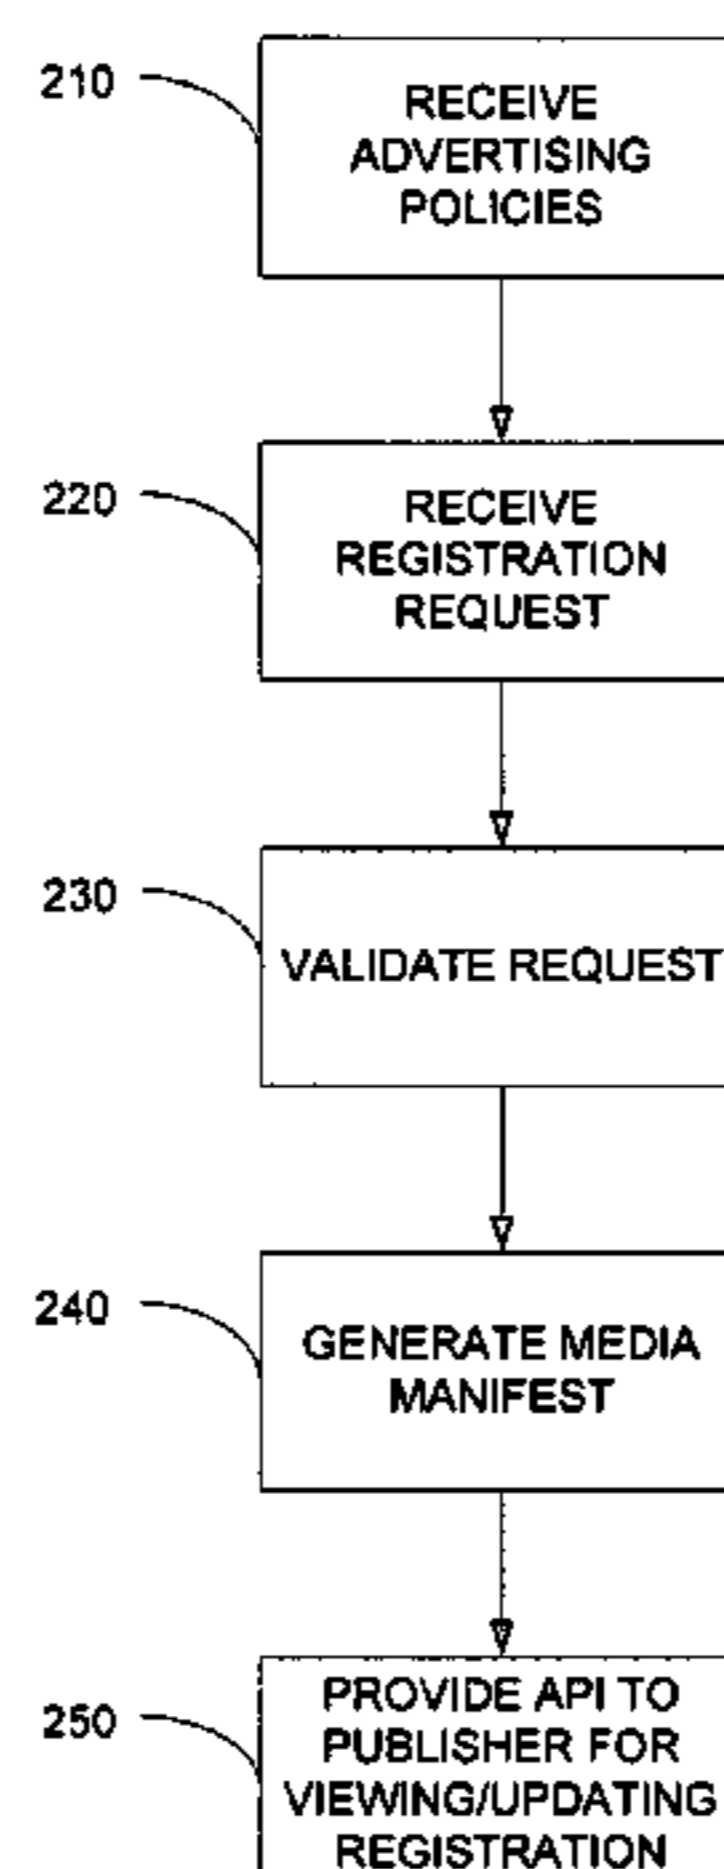 210
RECEIVE
ADVERTISING
POLICIES
220
RECEIVE
REGISTRATION
REQUEST
230
VALIDATE REQUEST
240
GENERATE MEDIA
MANIFEST
250
PROVIDE API TO
PUBLISHER FOR
VIEWING/UPDATING
REGISTRATION